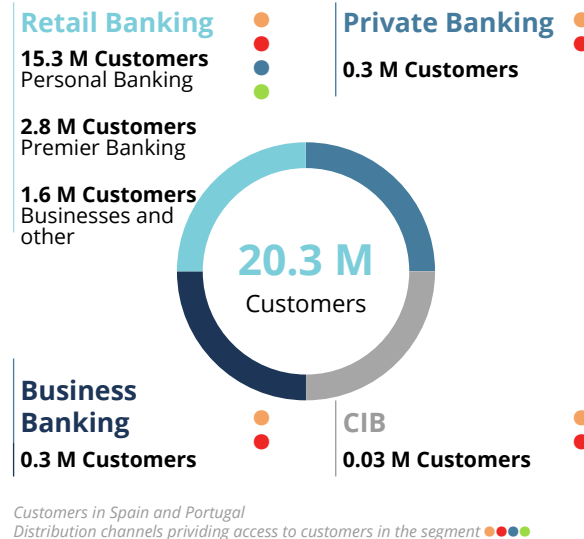 Retail Banking
15.3 M Customers
Personal Banking
2.8 M Customers
Premier Banking
1.6 M Customers
Businesses and
other
Private Banking
0.3 M Customers
20.3 M
Customers
Business
Banking
0.3 M Customers
CIB
0.03 M Customers
Customers in Spain and Portugal
Distribution channels prividing access to customers in the segment